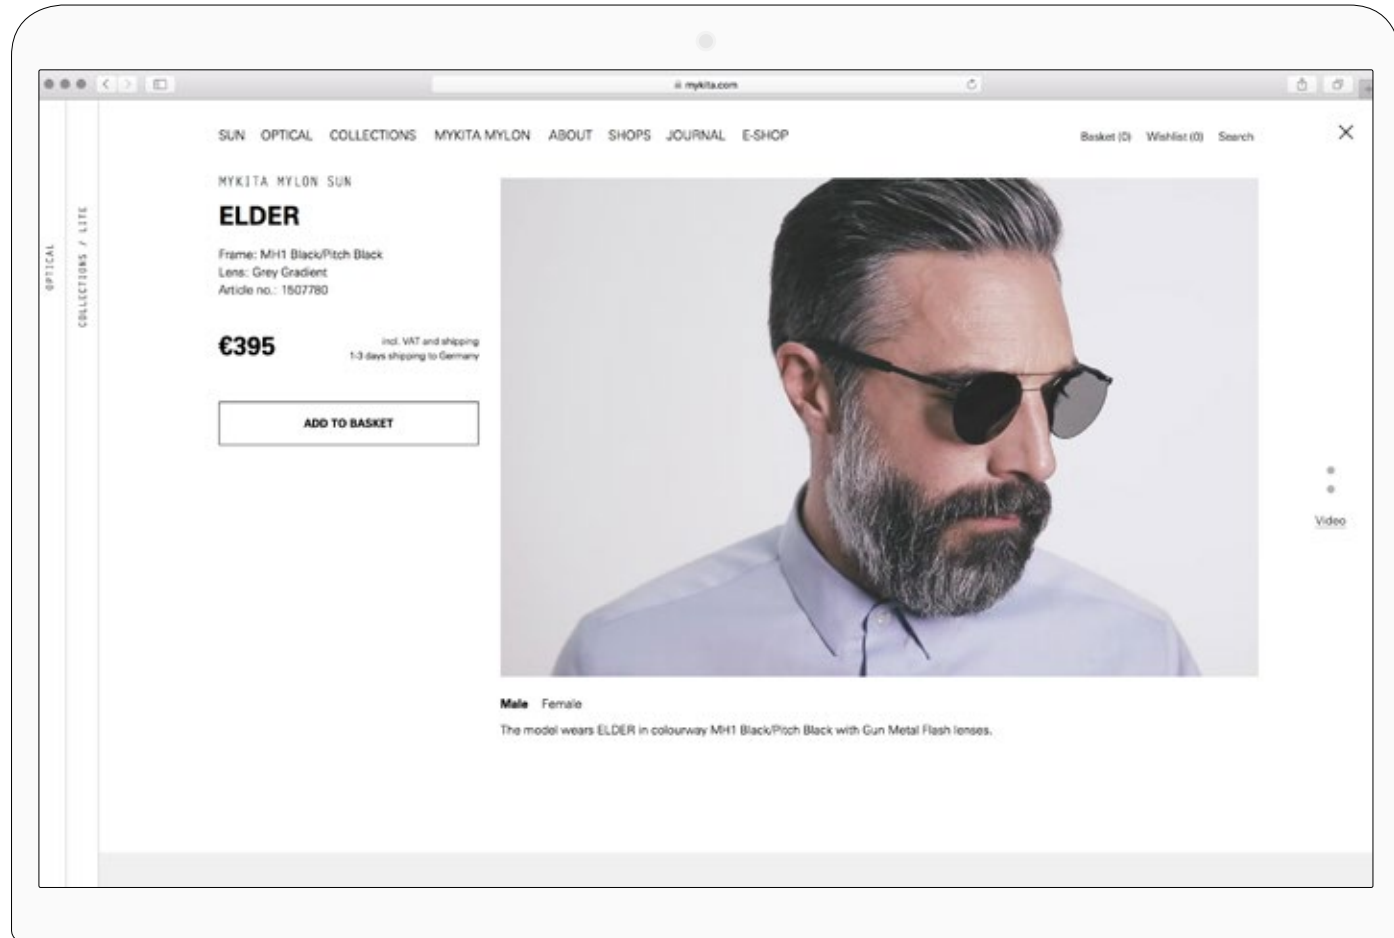 mykita.com
SUN OPTICAL COLLECTIONS MYKITA MYLON ABOUT SHOPS JOURNAL E-SHOP
Basket (0) Wishlist (0) Search
OPTICAL
COLLECTIONS / LITE
MYKITA MYLON SUN
ELDER
Frame: MH1 Black/Pitch Black
Lens: Grey Gradient
Article no.: 1507780
€395
incl. VAT and shipping
1-3 days shipping to Germany
ADD TO BASKET
Video
Male Female
The model wears ELDER in colourway MH1 Black/Pitch Black with Gun Metal Flash lenses.